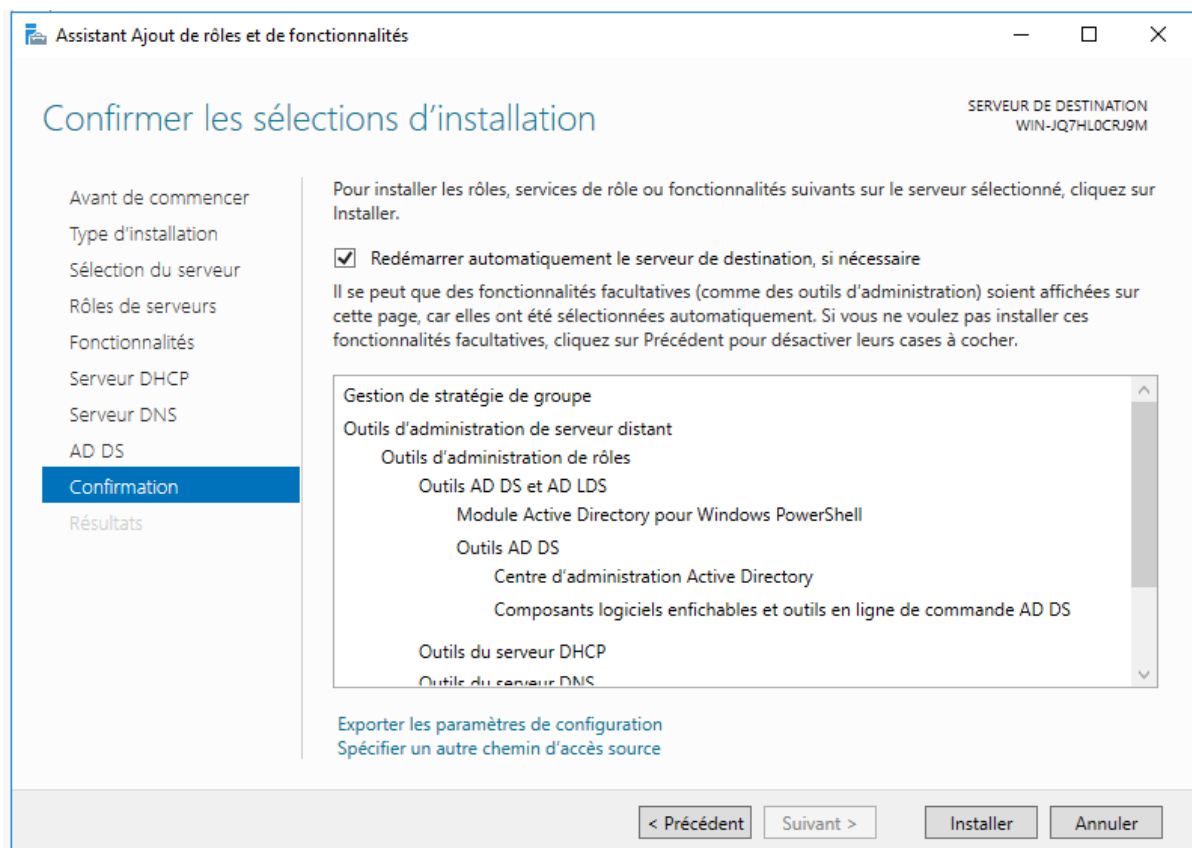 Assistant Ajout de rôles et de fonctionnalités
Confirmer les sélections d’installation
SERVEUR DE DESTINATION
WIN-JQ7HL0CRJ9M
Avant de commencer
Type d’installation
Sélection du serveur
Rôles de serveurs
Fonctionnalités
Serveur DHCP
Serveur DNS
AD DS
Confirmation
Résultats
Pour installer les rôles, services de rôle ou fonctionnalités suivants sur le serveur sélectionné, cliquez sur
Installer.
Redémarrer automatiquement le serveur de destination, si nécessaire
Il se peut que des fonctionnalités facultatives (comme des outils d’administration) soient affichées sur
cette page, car elles ont été sélectionnées automatiquement. Si vous ne voulez pas installer ces
fonctionnalités facultatives, cliquez sur Précédent pour désactiver leurs cases à cocher.
Gestion de stratégie de groupe
Outils d’administration de serveur distant
Outils d’administration de rôles
Outils AD DS et AD LDS
Module Active Directory pour Windows PowerShell
Outils AD DS
Centre d’administration Active Directory
Composants logiciels enfichables et outils en ligne de commande AD DS
Outils du serveur DHCP
Outils du serveur DNS
Exporter les paramètres de configuration
Spécifier un autre chemin d’accès source
< Précédent
Suivant >
Installer
Annuler